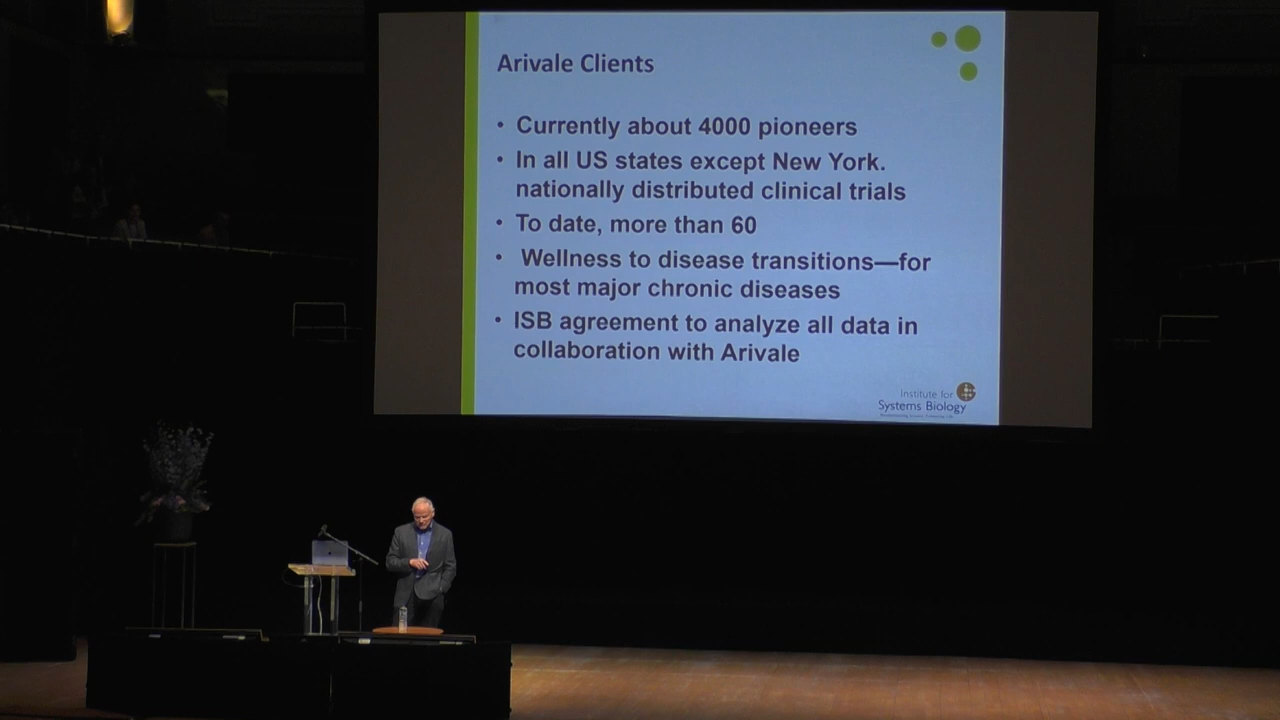 Arivale Clients
• Currently about 4000 pioneers
• In all US states except New York.
nationally distributed clinical trials
• To date, more than 60
• Wellness to disease transitions—for
most major chronic diseases
• ISB agreement to analyze all data in
collaboration with Arivale
Institute for
Systems Biology